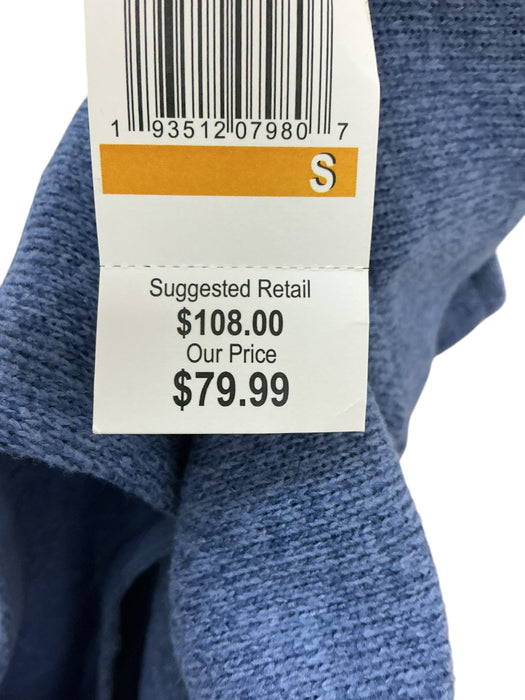 1 93512 07980 7
S
Suggested Retail
$108.00
Our Price
$79.99